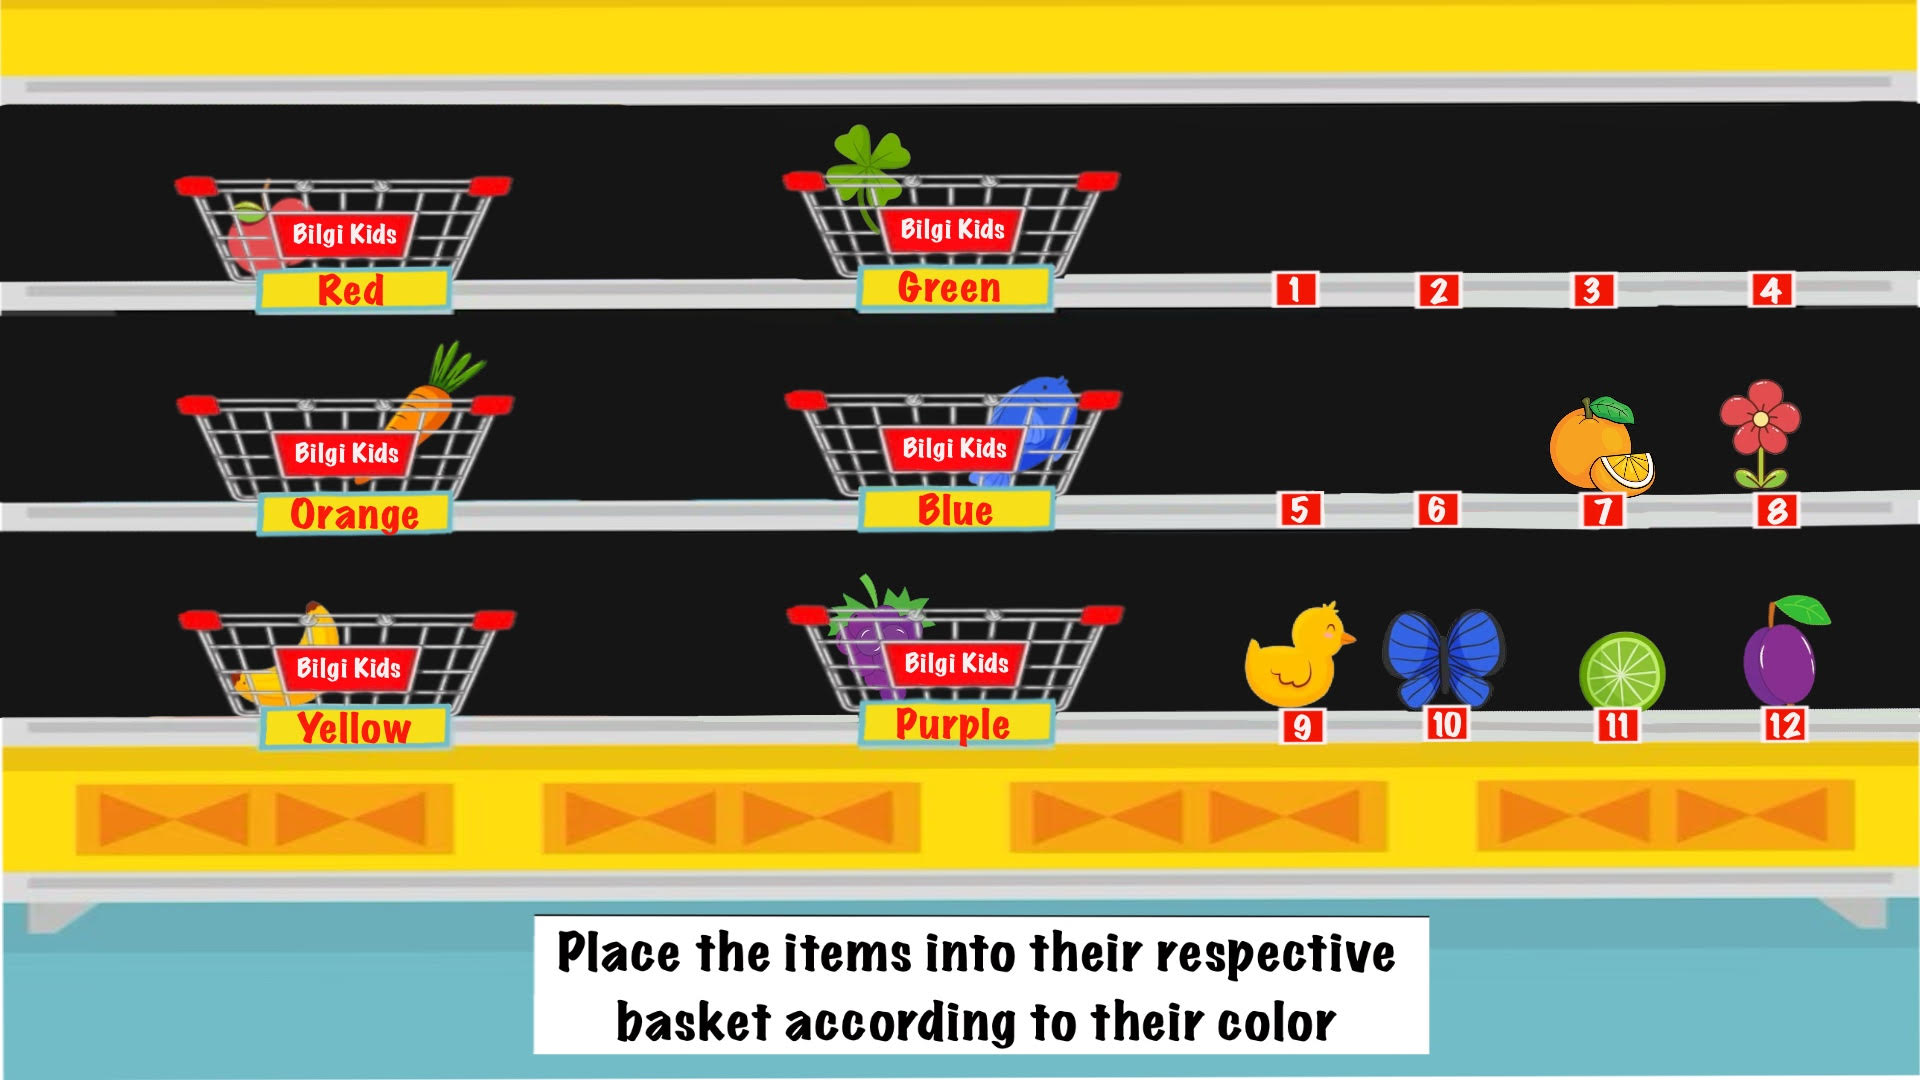 Bilgi Kids
Red
Bilgi Kids
Green
1 2 3 4
Bilgi Kids
Orange
Bilgi Kids
Blue
5 6 7 8
Bilgi Kids
Yellow
Bilgi Kids
Purple
9 10 11 12
Place the items into their respective
basket according to their color